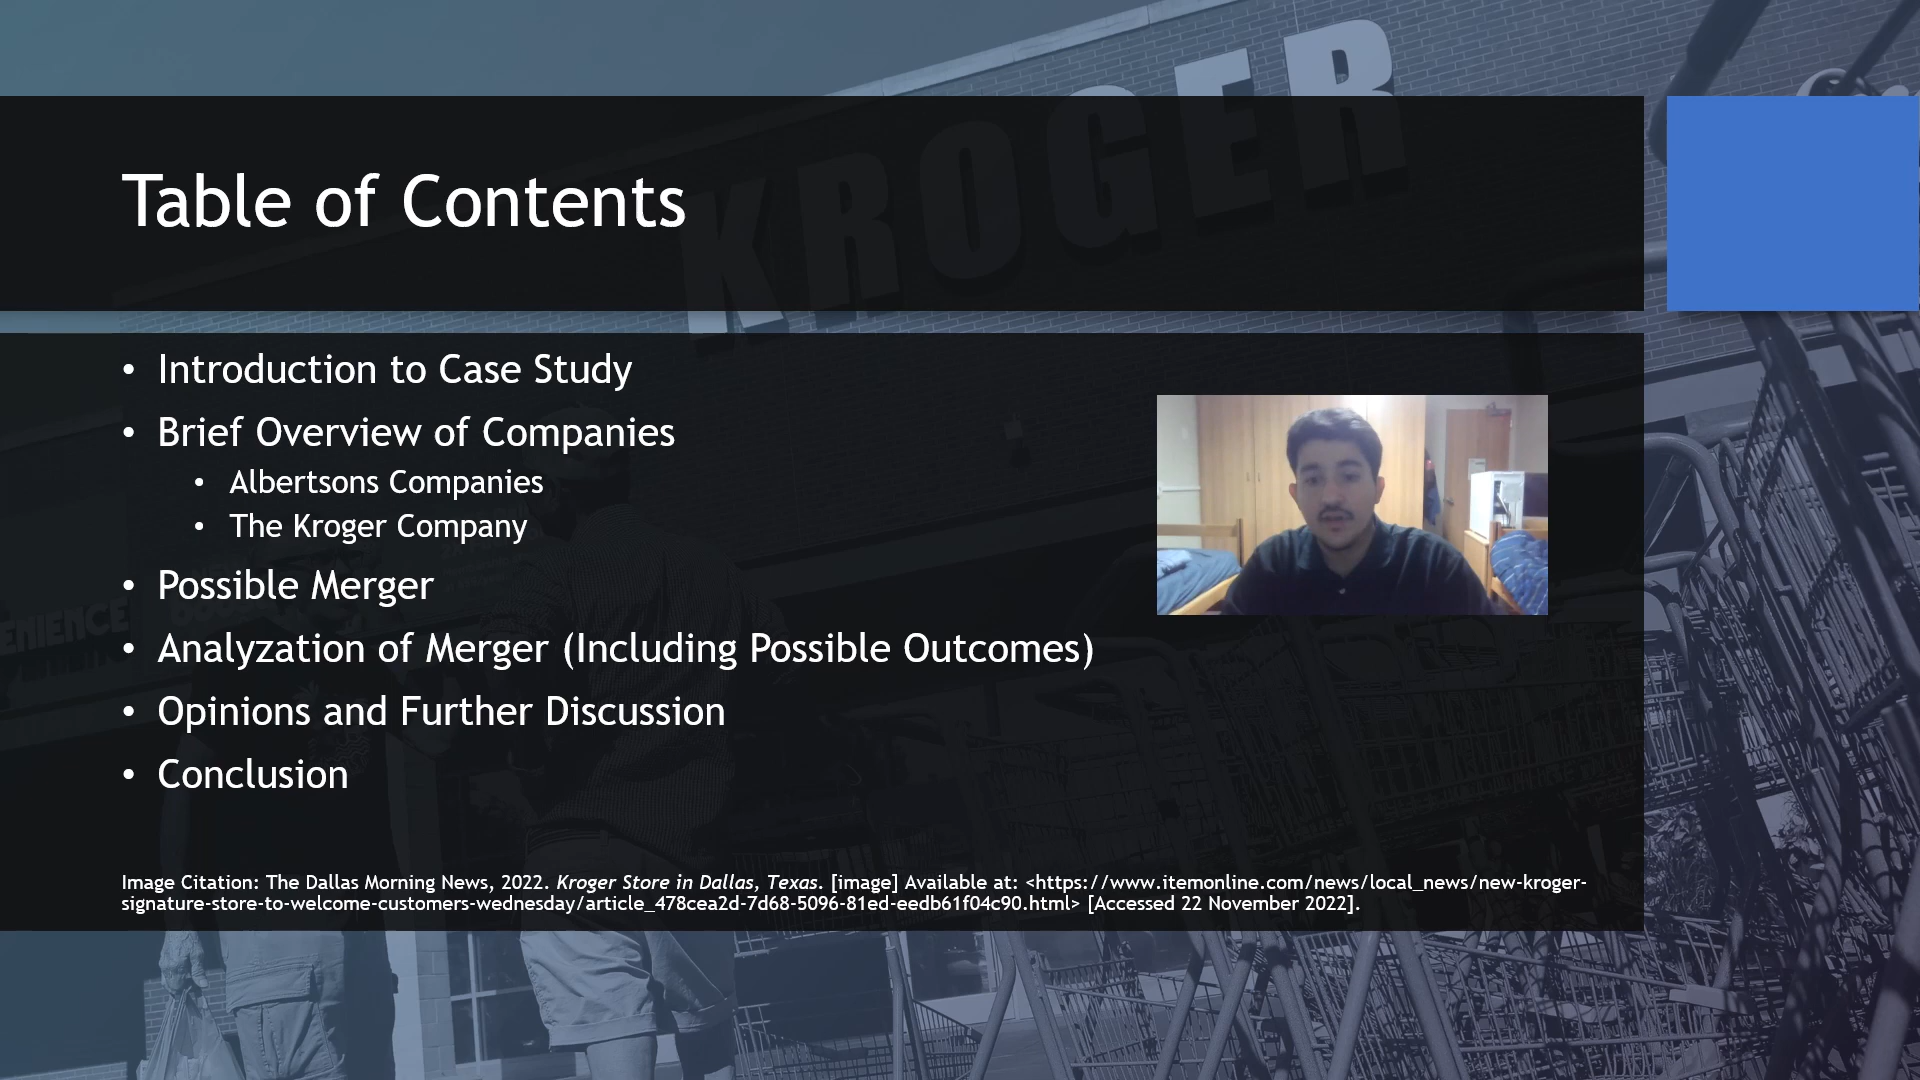 KROGER
Table of Contents
• Introduction to Case Study
• Brief Overview of Companies
• Albertsons Companies
• The Kroger Company
• Possible Merger
• Analyzation of Merger (Including Possible Outcomes)
• Opinions and Further Discussion
• Conclusion
Image Citation: The Dallas Morning News, 2022. Kroger Store in Dallas, Texas. [image] Available at: <https://www.itemonline.com/news/local_news/new-kroger-
signature-store-to-welcome-customers-wednesday/article_478cea2d-7d68-5096-81ed-eedb61f04c90.html> [Accessed 22 November 2022].